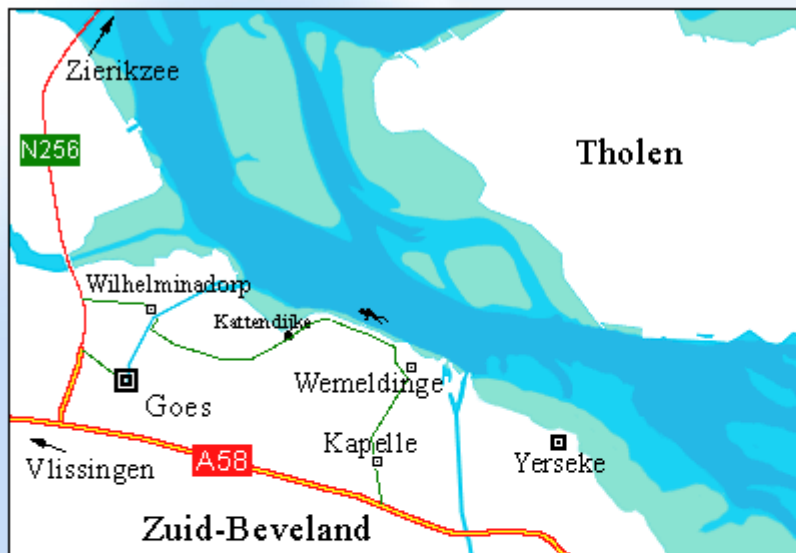 Zierikzee
N256
Tholen
Wilhelminadorp
Kattendijke
Wemeldinge
Goes
Kapelle
Yerseke
A58
Vlissingen
Zuid-Beveland